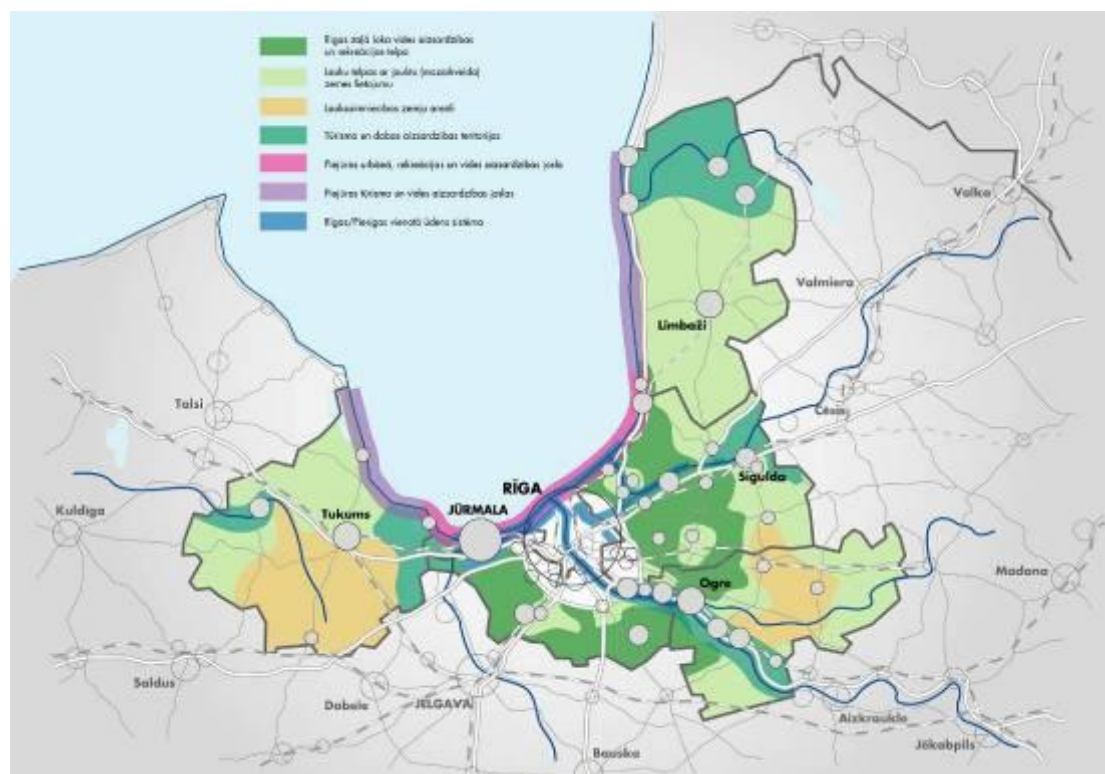 Rīgas zaļā loka vides aizsardzības
un rekreācijas telpa
Lauku telpas ar jauktu (mozaīkveida)
zemes lietojumu
Lauksaimniecības zemju areāli
Tūrisma un dabas aizsardzības teritorijas
Piejūras urbānā, rekreācijas un vides aizsardzības josla
Piejūras tūrisma un vides aizsardzības joslas
Rīgas/Pierīgas vienotā ūdens sistēma
Valka
Valmiera
Limbaži
Talsi
Cēsis
Sigulda
RĪGA
JŪRMALA
Kuldīga
Tukums
Madona
Ogre
Saldus
Dobele
JELGAVA
Aizkraukle
Jēkabpils
Bauska